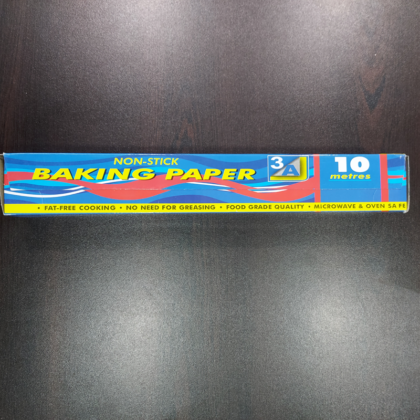 NON-STICK
BAKING PAPER
3A
10
metres
• FAT-FREE COOKING • NO NEED FOR GREASING • FOOD GRADE QUALITY • MICROWAVE & OVEN SAFE